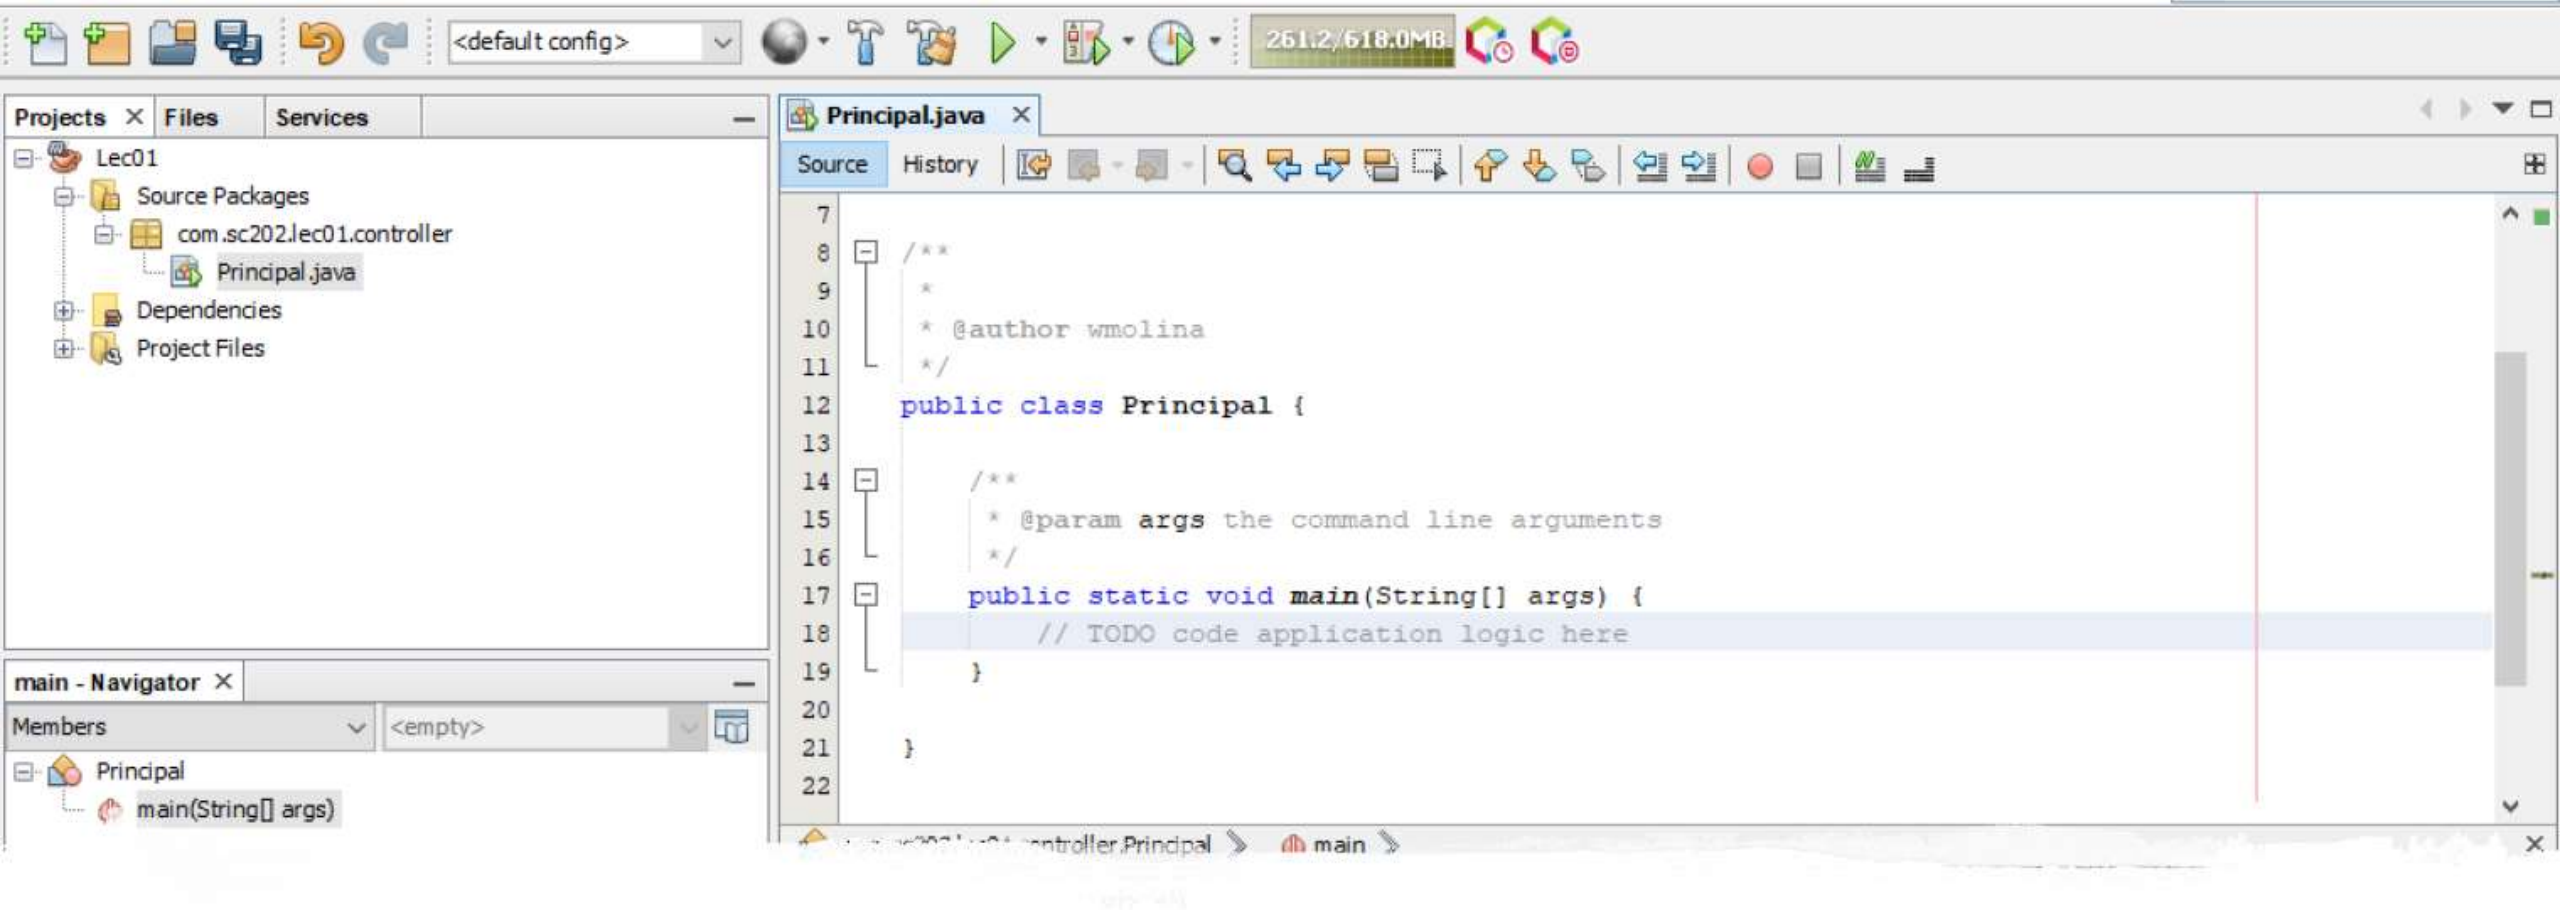 <default config>
261.2/618.0MB
Projects
Files
Services
Lec01
Source Packages
com.sc202.lec01.controller
Principal.java
Dependencies
Project Files
main - Navigator
Members
<empty>
Principal
main(String[] args)
Principal.java
Source
History
7
8 /**
9 *
10 * @author wmolina
11 */
12 public class Principal {
13
14 /**
15 * @param args the command line arguments
16 */
17 public static void main(String[] args) {
18 // TODO code application logic here
19 }
20
21 }
22
Principal
main